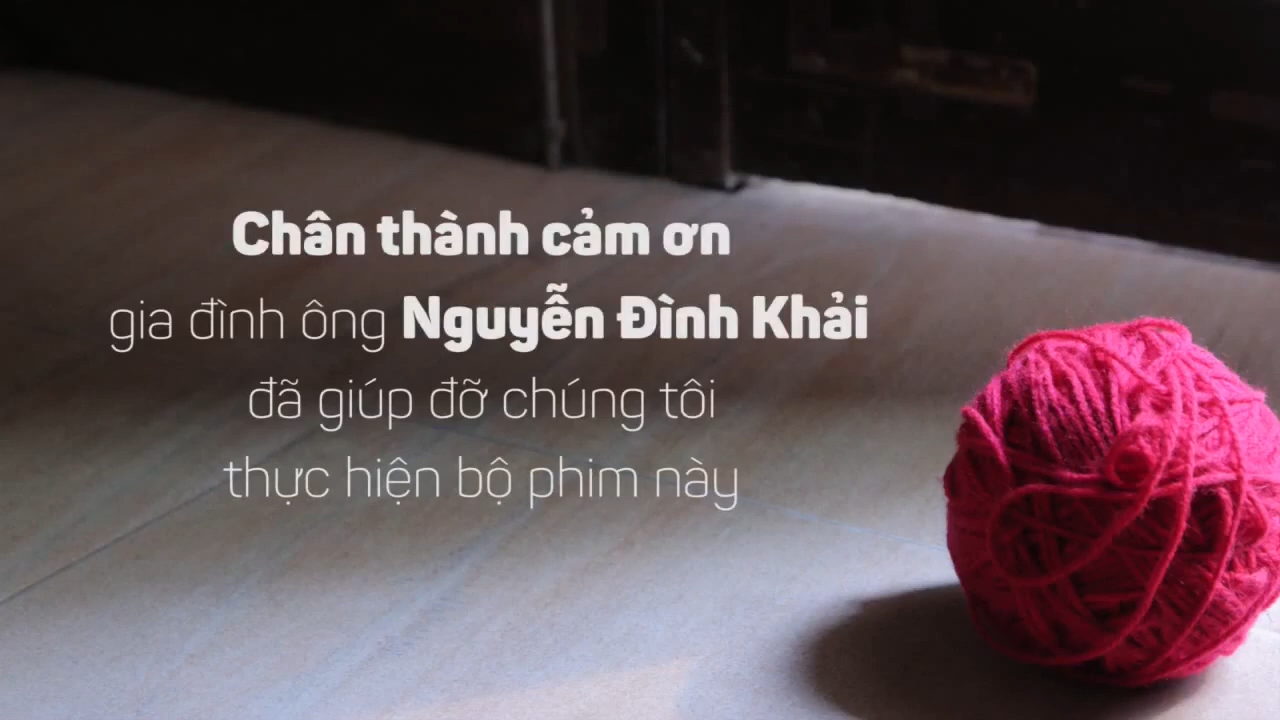 Chân thành cảm ơn
gia đình ông Nguyễn Đình Khải
đã giúp đỡ chúng tôi
thực hiện bộ phim này